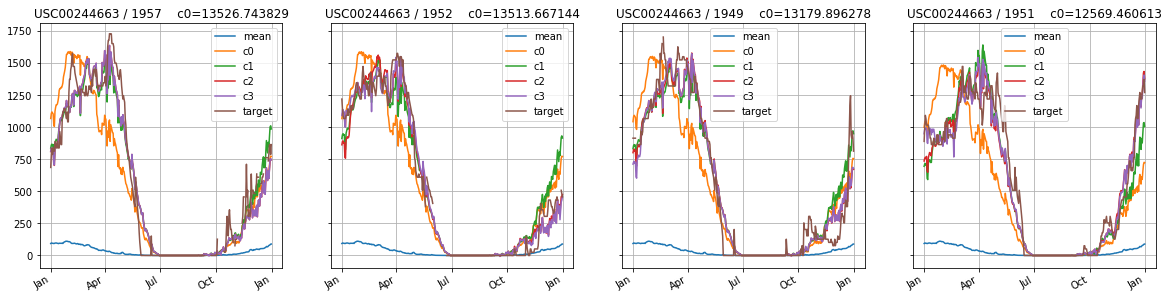 USC00244663 / 1957 c0=13526.743829
USC00244663 / 1952 c0=13513.667144
USC00244663 / 1949 c0=13179.896278
USC00244663 / 1951 c0=12569.460613
1750
1500
1250
1000
750
500
250
0
mean
c0
c1
c2
c3
target
mean
c0
c1
c2
c3
target
mean
c0
c1
c2
c3
target
mean
c0
c1
c2
c3
target
Jan Apr Jul Oct Jan
Jan Apr Jul Oct Jan
Jan Apr Jul Oct Jan
Jan Apr Jul Oct Jan